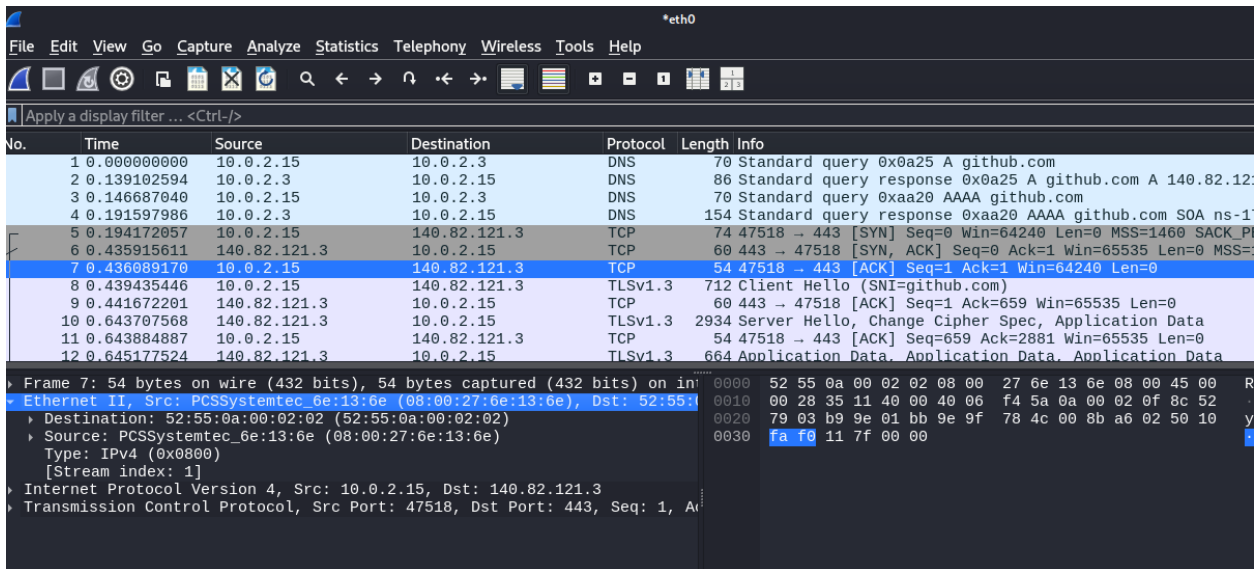 *eth0
File Edit View Go Capture Analyze Statistics Telephony Wireless Tools Help
Apply a display filter … <Ctrl-/>
No. Time Source Destination Protocol Length Info
1 0.000000000 10.0.2.15 10.0.2.3 DNS 70 Standard query 0x0a25 A github.com
2 0.139102594 10.0.2.3 10.0.2.15 DNS 86 Standard query response 0x0a25 A github.com A 140.82.12
3 0.146687040 10.0.2.15 10.0.2.3 DNS 70 Standard query 0xaa20 AAAA github.com
4 0.191597986 10.0.2.3 10.0.2.15 DNS 154 Standard query response 0xaa20 AAAA github.com SOA ns-1
5 0.194172057 10.0.2.15 140.82.121.3 TCP 74 47518 → 443 [SYN] Seq=0 Win=64240 Len=0 MSS=1460 SACK_P
6 0.435915611 140.82.121.3 10.0.2.15 TCP 60 443 → 47518 [SYN, ACK] Seq=0 Ack=1 Win=65535 Len=0 MSS=
7 0.436089170 10.0.2.15 140.82.121.3 TCP 54 47518 → 443 [ACK] Seq=1 Ack=1 Win=64240 Len=0
8 0.439435446 10.0.2.15 140.82.121.3 TLSv1.3 712 Client Hello (SNI=github.com)
9 0.441672201 140.82.121.3 10.0.2.15 TCP 60 443 → 47518 [ACK] Seq=1 Ack=659 Win=65535 Len=0
10 0.643707568 140.82.121.3 10.0.2.15 TLSv1.3 2934 Server Hello, Change Cipher Spec, Application Data
11 0.643884887 10.0.2.15 140.82.121.3 TCP 54 47518 → 443 [ACK] Seq=659 Ack=2881 Win=65535 Len=0
12 0.645177524 140.82.121.3 10.0.2.15 TLSv1.3 664 Application Data, Application Data, Application Data
Frame 7: 54 bytes on wire (432 bits), 54 bytes captured (432 bits) on int
Ethernet II, Src: PCSSystemtec_6e:13:6e (08:00:27:6e:13:6e), Dst: 52:55:0
Destination: 52:55:0a:00:02:02 (52:55:0a:00:02:02)
Source: PCSSystemtec_6e:13:6e (08:00:27:6e:13:6e)
Type: IPv4 (0x0800)
[Stream index: 1]
Internet Protocol Version 4, Src: 10.0.2.15, Dst: 140.82.121.3
Transmission Control Protocol, Src Port: 47518, Dst Port: 443, Seq: 1, A
0000 52 55 0a 00 02 02 08 00 27 6e 13 6e 08 00 45 00 R
0010 00 28 35 11 40 00 40 06 f4 5a 0a 00 02 0f 8c 52 ·
0020 79 03 b9 9e 01 bb 9e 9f 78 4c 00 8b a6 02 50 10 y
0030 fa f0 11 7f 00 00 ·